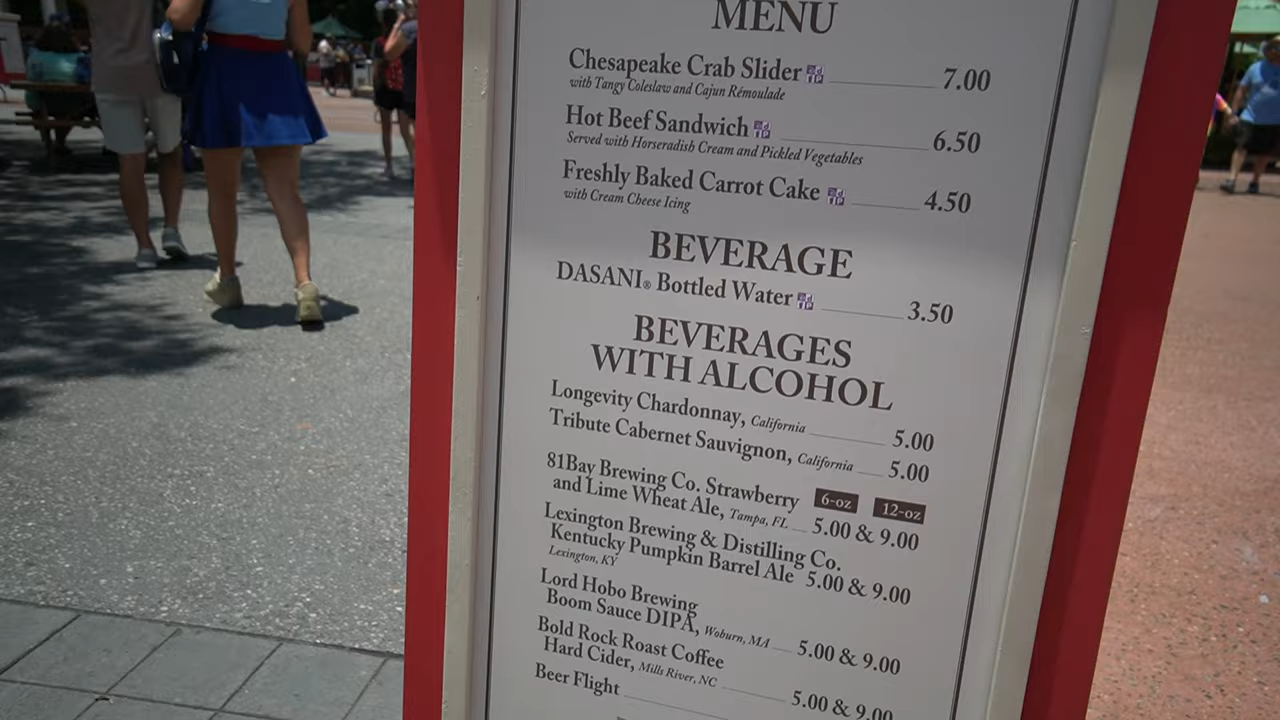 MENU
Chesapeake Crab Slider 7.00
with Tangy Coleslaw and Cajun Rémoulade
Hot Beef Sandwich 6.50
Served with Horseradish Cream and Pickled Vegetables
Freshly Baked Carrot Cake 4.50
with Cream Cheese Icing
BEVERAGE
DASANI® Bottled Water 3.50
BEVERAGES
WITH ALCOHOL
Longevity Chardonnay, California 5.00
Tribute Cabernet Sauvignon, California 5.00
81Bay Brewing Co. Strawberry 6-oz 12-oz
and Lime Wheat Ale, Tampa, FL 5.00 & 9.00
Lexington Brewing & Distilling Co.
Kentucky Pumpkin Barrel Ale 5.00 & 9.00
Lexington, KY
Lord Hobo Brewing
Boom Sauce DIPA, Woburn, MA 5.00 & 9.00
Bold Rock Roast Coffee
Hard Cider, Mills River, NC 5.00 & 9.00
Beer Flight